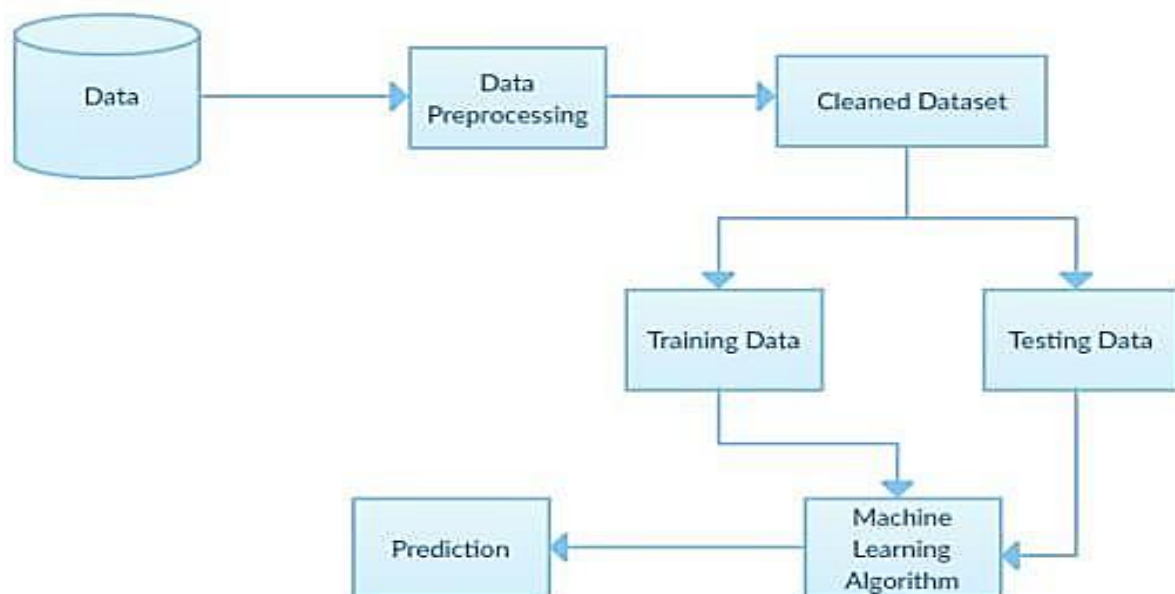 Data
Data
Preprocessing
Cleaned Dataset
Training Data
Testing Data
Machine
Learning
Algorithm
Prediction